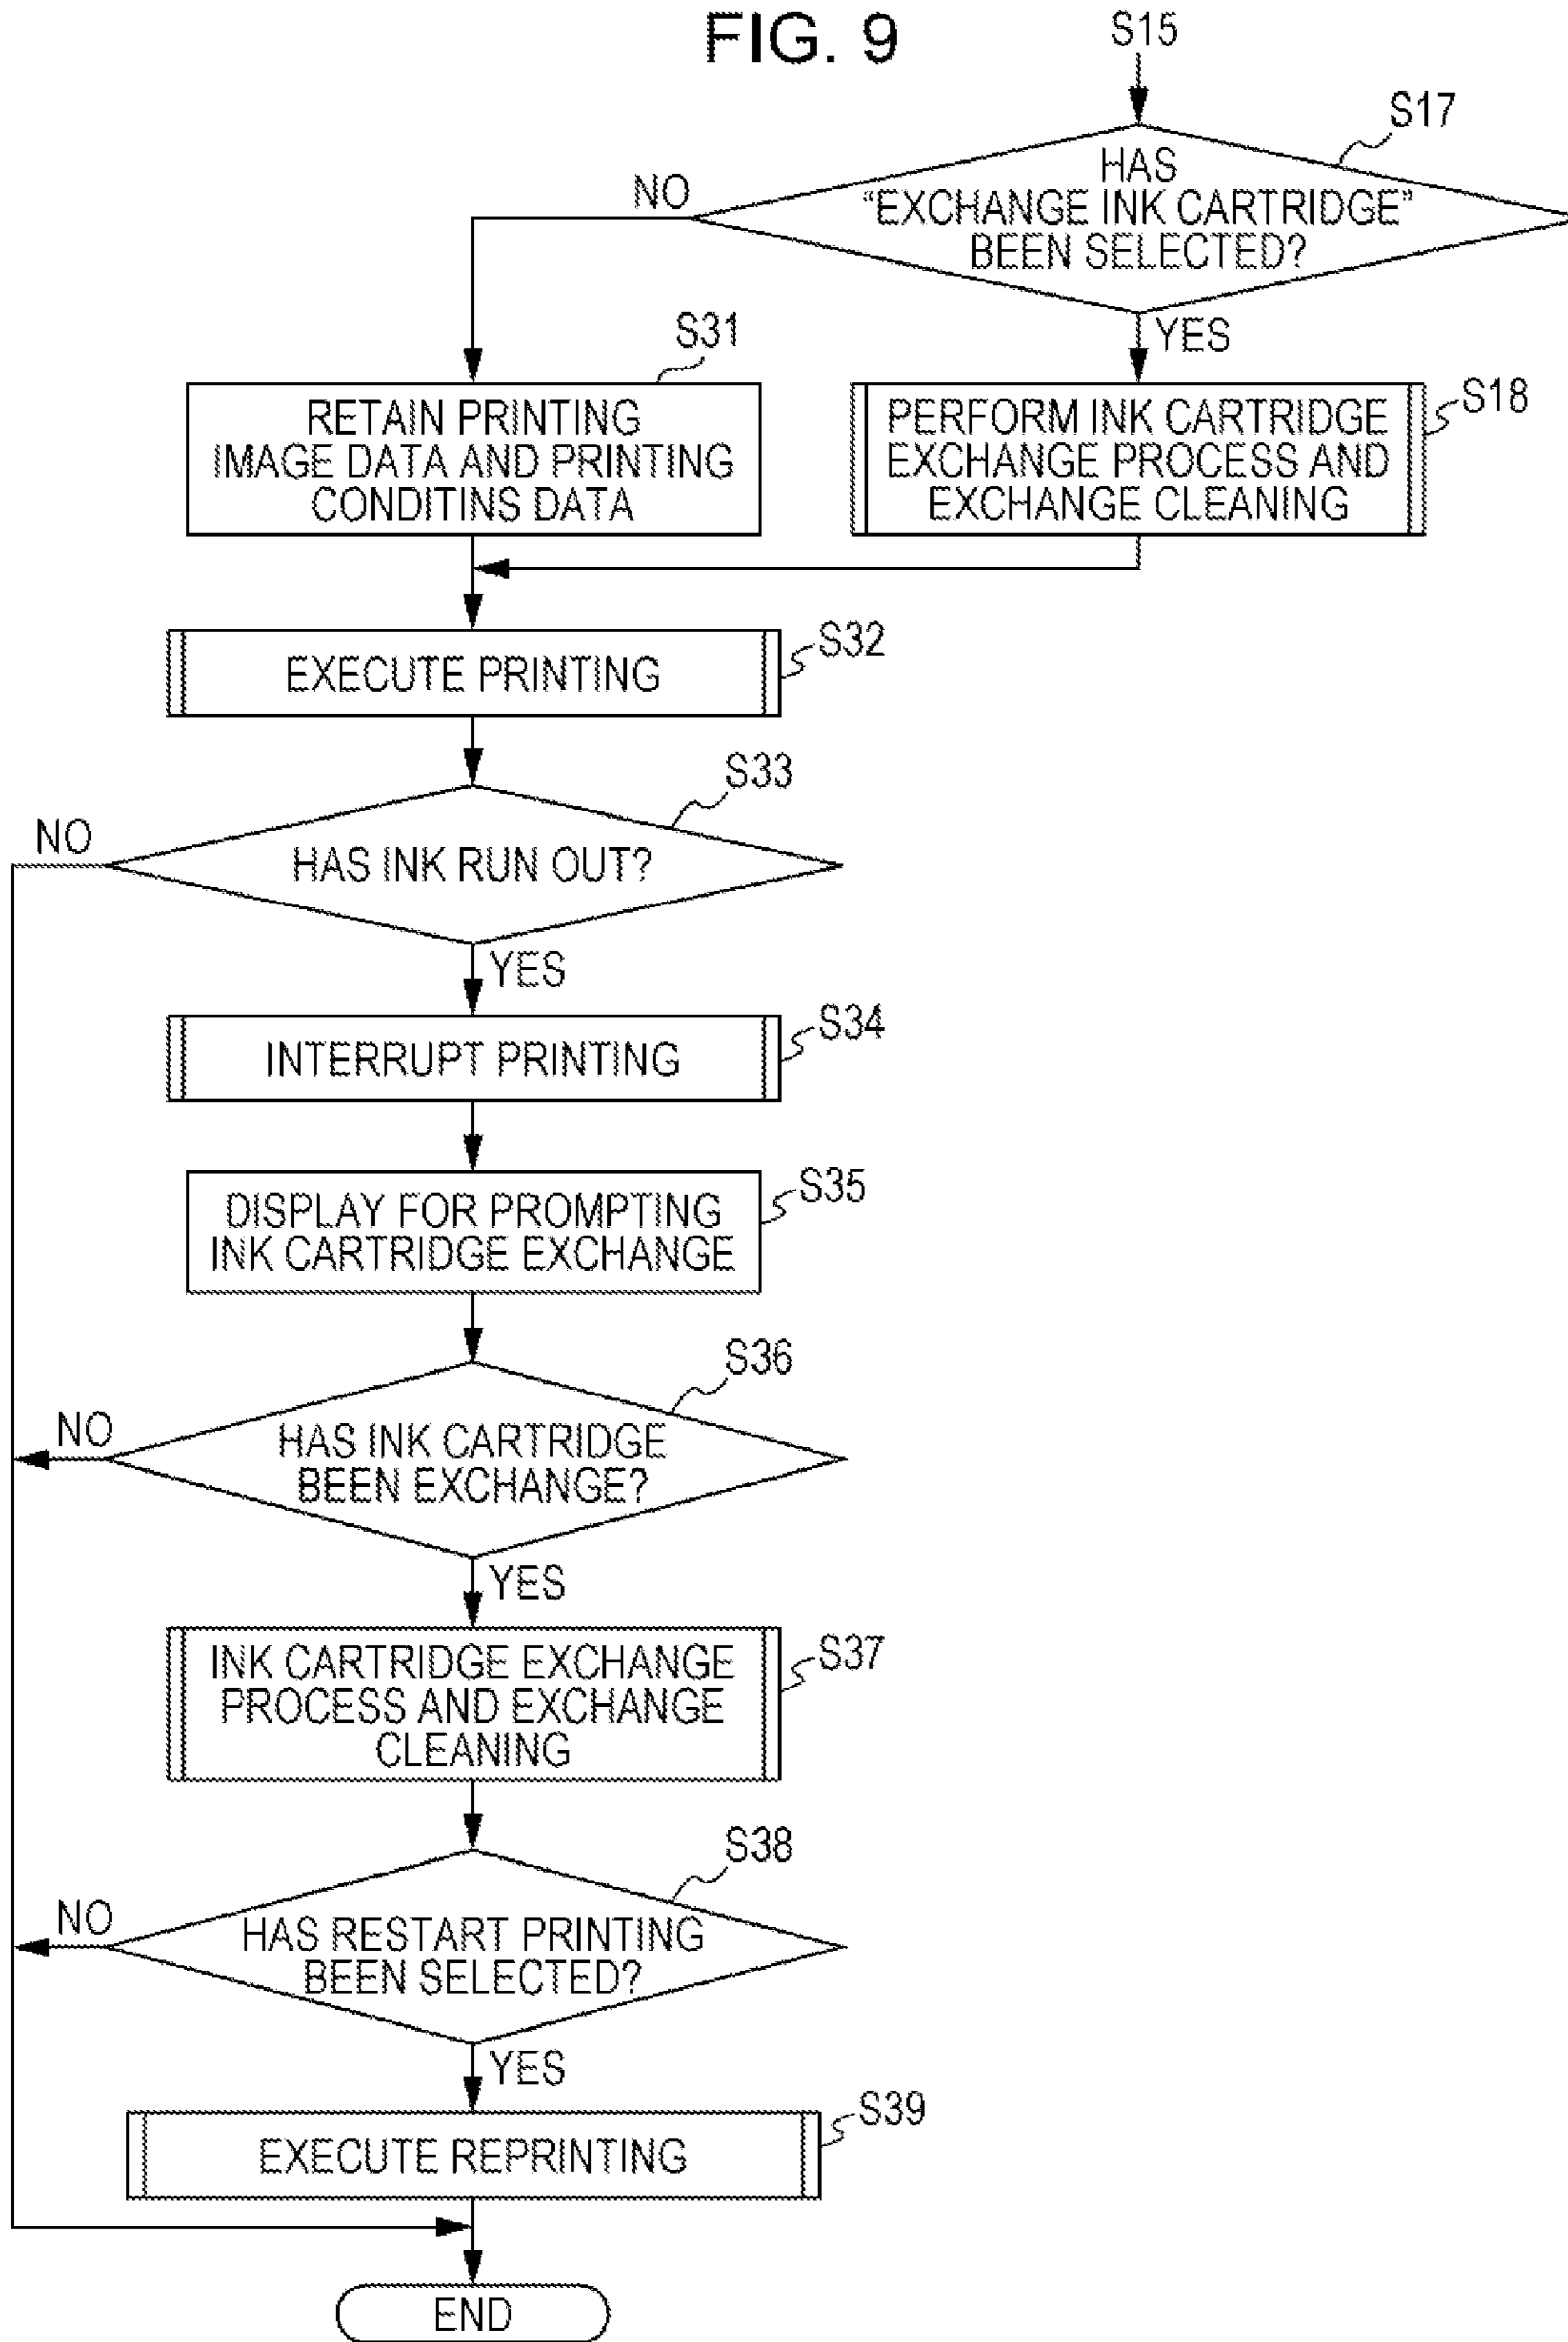 FIG. 9
S15
S17
HAS
“EXCHANGE INK CARTRIDGE”
BEEN SELECTED?
NO
YES
S31
RETAIN PRINTING
IMAGE DATA AND PRINTING
CONDITINS DATA
S18
PERFORM INK CARTRIDGE
EXCHANGE PROCESS AND
EXCHANGE CLEANING
S32
EXECUTE PRINTING
S33
NO
HAS INK RUN OUT?
YES
S34
INTERRUPT PRINTING
S35
DISPLAY FOR PROMPTING
INK CARTRIDGE EXCHANGE
S36
NO
HAS INK CARTRIDGE
BEEN EXCHANGE?
YES
S37
INK CARTRIDGE EXCHANGE
PROCESS AND EXCHANGE
CLEANING
S38
NO
HAS RESTART PRINTING
BEEN SELECTED?
YES
S39
EXECUTE REPRINTING
END